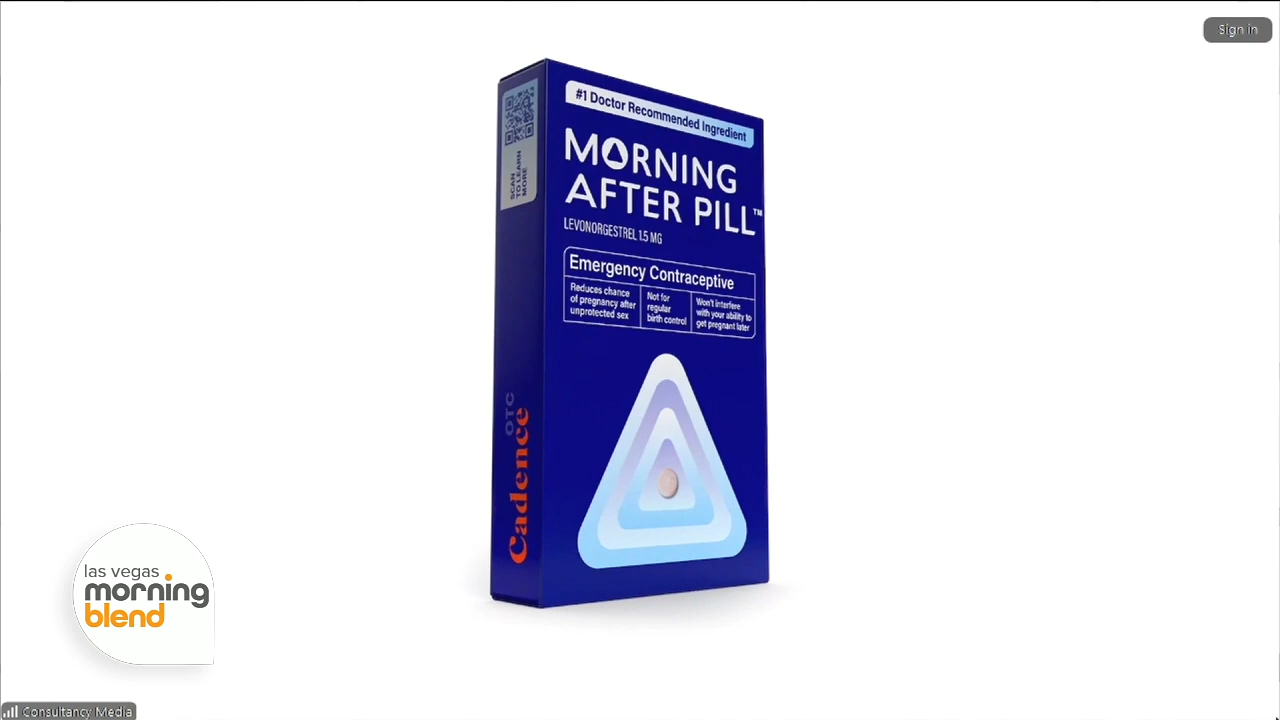 Sign in
#1 Doctor Recommended Ingredient
MORNING
AFTER PILL™
LEVONORGESTREL 1.5 MG
Emergency Contraceptive
Reduces chance
of pregnancy after
unprotected sex
Not for
regular
birth control
Won't interfere
with your ability to
get pregnant later
SCAN
TO LEARN
MORE
Cadence
OTC
las vegas
morning
blend
Consultancy Media